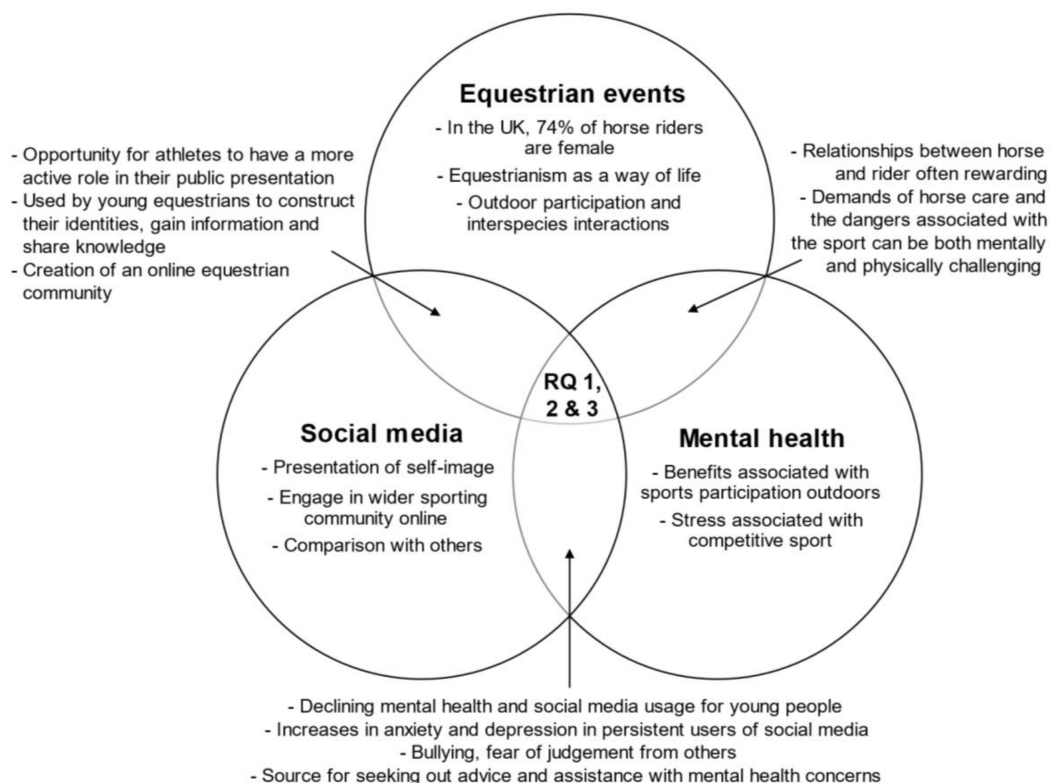 Equestrian events
- In the UK, 74% of horse riders
are female
- Equestrianism as a way of life
- Outdoor participation and
interspecies interactions
- Opportunity for athletes to have a more
active role in their public presentation
- Used by young equestrians to construct
their identities, gain information and
share knowledge
- Creation of an online equestrian
community
- Relationships between horse
and rider often rewarding
- Demands of horse care and
the dangers associated with
the sport can be both mentally
and physically challenging
RQ 1,
2 & 3
Social media
- Presentation of self-image
- Engage in wider sporting
community online
- Comparison with others
Mental health
- Benefits associated with
sports participation outdoors
- Stress associated with
competitive sport
- Declining mental health and social media usage for young people
- Increases in anxiety and depression in persistent users of social media
- Bullying, fear of judgement from others
- Source for seeking out advice and assistance with mental health concerns